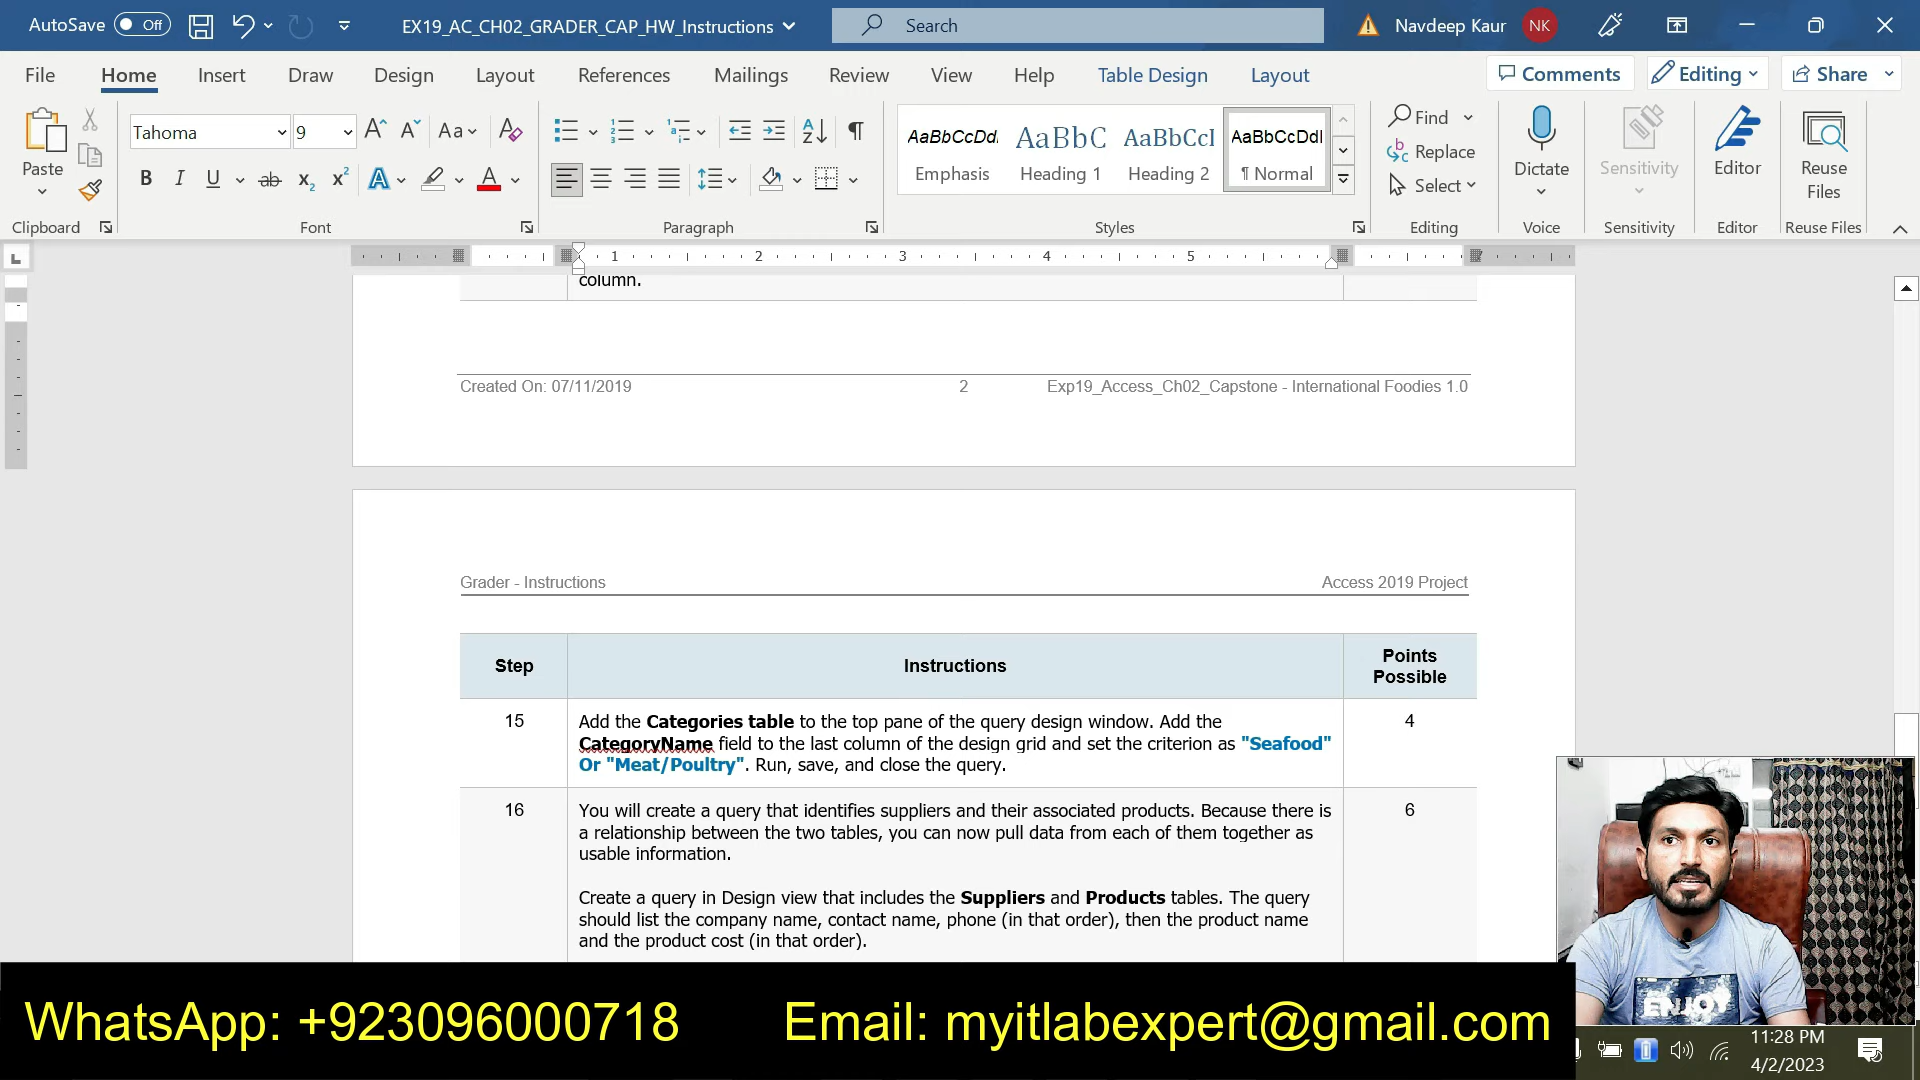 AutoSave Off EX19_AC_CH02_GRADER_CAP_HW_Instructions Search Navdeep Kaur NK
File Home Insert Draw Design Layout References Mailings Review View Help Table Design Layout Comments Editing Share
Tahoma 9 Aa
AaBbCcDdl AaBbC AaBbCcI AaBbCcDdI
Emphasis Heading 1 Heading 2 ¶ Normal
Find
Replace
Select
Paste Dictate Sensitivity Editor Reuse Files
Clipboard Font Paragraph Styles Editing Voice Sensitivity Editor Reuse Files
1 2 3 4 5
column.
Created On: 07/11/2019 2 Exp19_Access_Ch02_Capstone - International Foodies 1.0
Grader - Instructions Access 2019 Project
Step Instructions Points Possible
15 Add the Categories table to the top pane of the query design window. Add the 4
CategoryName field to the last column of the design grid and set the criterion as "Seafood"
Or "Meat/Poultry". Run, save, and close the query.
16 You will create a query that identifies suppliers and their associated products. Because there is 6
a relationship between the two tables, you can now pull data from each of them together as
usable information.
Create a query in Design view that includes the Suppliers and Products tables. The query
should list the company name, contact name, phone (in that order), then the product name
and the product cost (in that order).
ENJOY
WhatsApp: +923096000718 Email: myitlabexpert@gmail.com
11:28 PM
4/2/2023